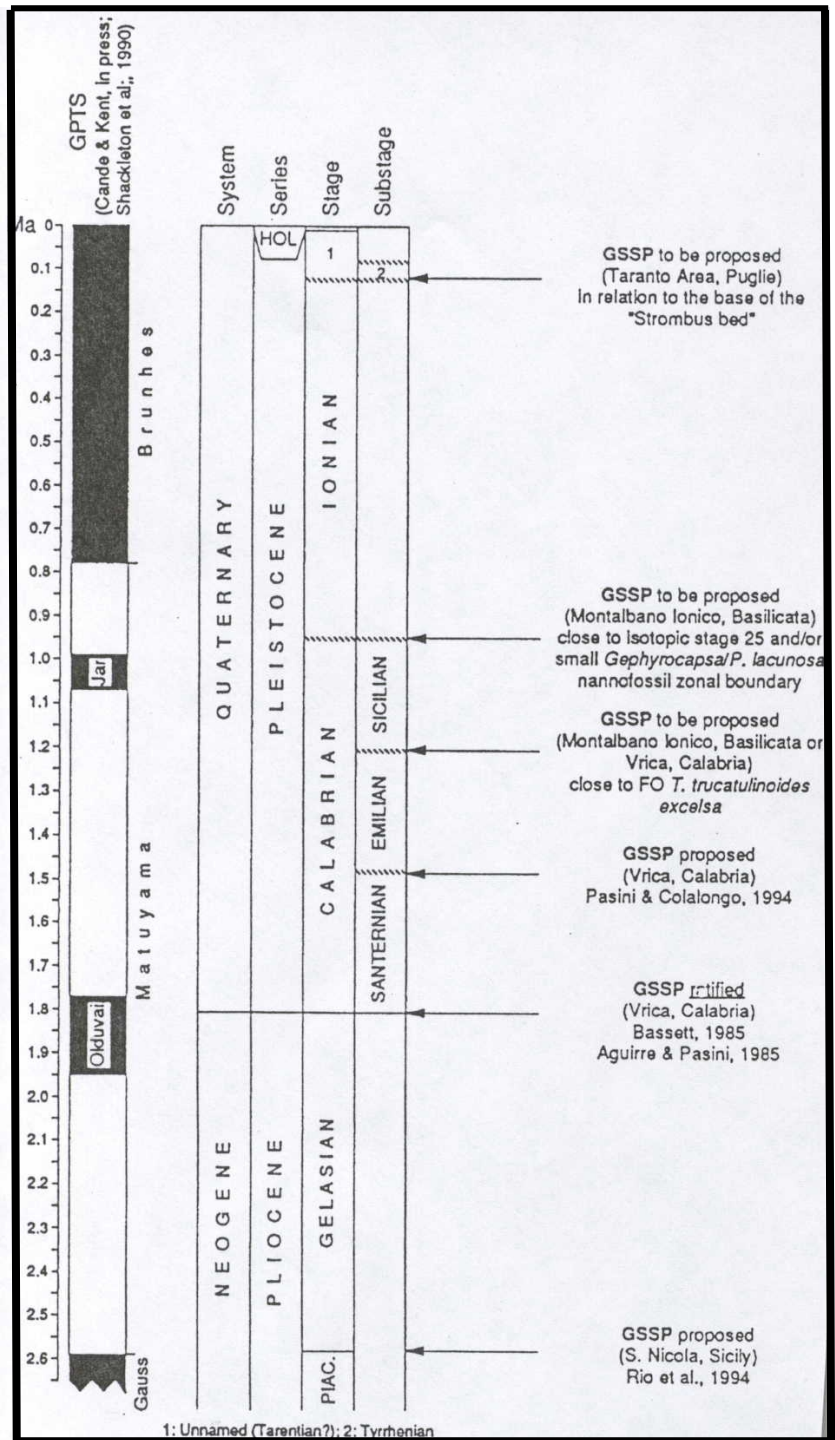 GPTS
(Cande & Kent, in press;
Shackleton et al;, 1990)
System
Series
Stage
Substage
Ma 0
0.1
0.2
0.3
0.4
0.5
0.6
0.7
0.8
0.9
1.0
1.1
1.2
1.3
1.4
1.5
1.6
1.7
1.8
1.9
2.0
2.1
2.2
2.3
2.4
2.5
2.6
Jar
Olduvai
Brunhes
Matuyama
Gauss
QUATERNARY
NEOGENE
HOL
PLEISTOCENE
PLIOCENE
1
IONIAN
CALABRIAN
GELASIAN
PIAC.
2
SICILIAN
EMILIAN
SANTERNIAN
GSSP to be proposed
(Taranto Area, Puglie)
in relation to the base of the
"Strombus bed"
GSSP to be proposed
(Montalbano Ionico, Basilicata)
close to isotopic stage 25 and/or
small Gephyrocapsa/P. lacunosa
nannofossil zonal boundary
GSSP to be proposed
(Montalbano Ionico, Basilicata or
Vrica, Calabria)
close to FO T. trucatulinoides
excelsa
GSSP proposed
(Vrica, Calabria)
Pasini & Colalongo, 1994
GSSP ratified
(Vrica, Calabria)
Bassett, 1985
Aguirre & Pasini, 1985
GSSP proposed
(S. Nicola, Sicily)
Rio et al., 1994
1: Unnamed (Tarentian?); 2: Tyrrhenian